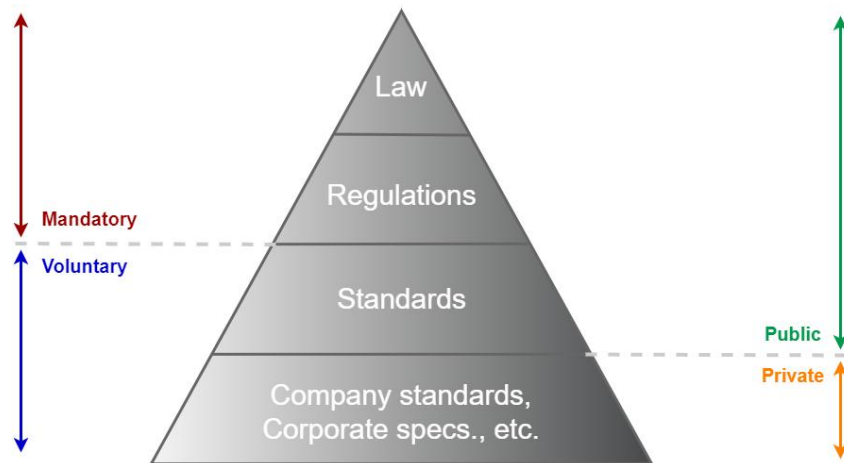 Law
Regulations
Mandatory
Voluntary
Standards
Public
Private
Company standards,
Corporate specs., etc.